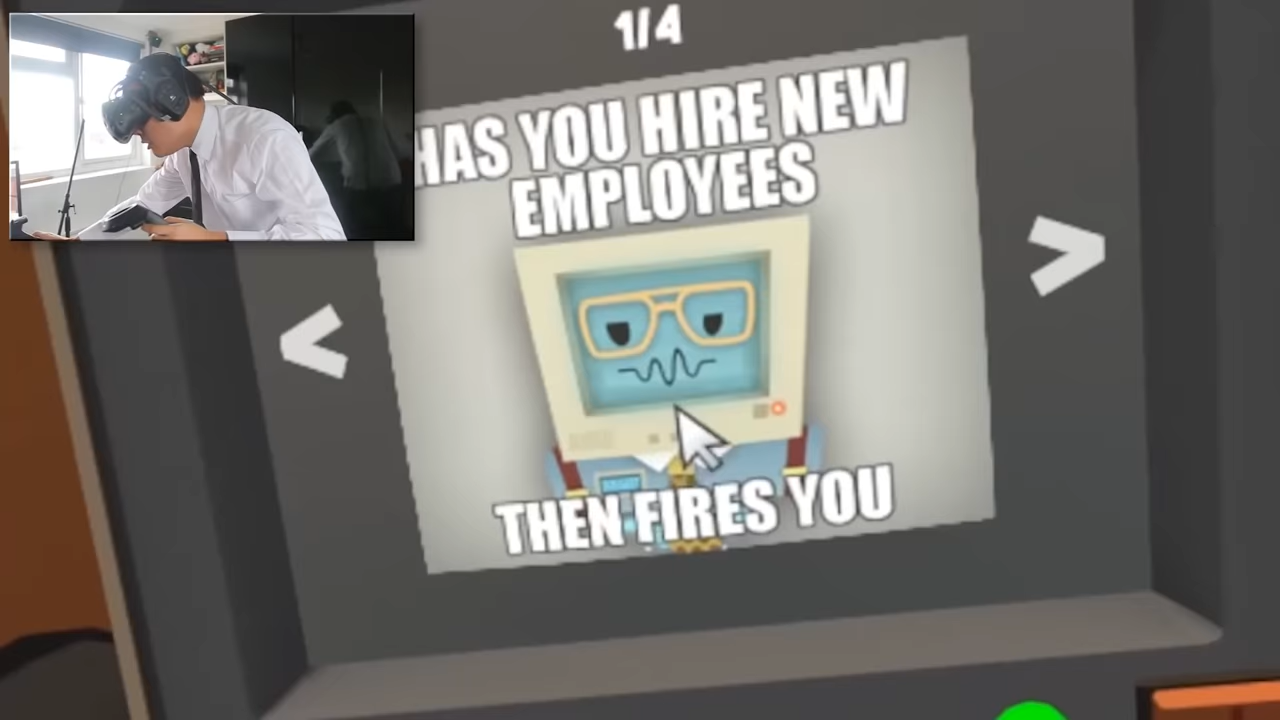 1/4
HAS YOU HIRE NEW
EMPLOYEES
<
>
THEN FIRES YOU